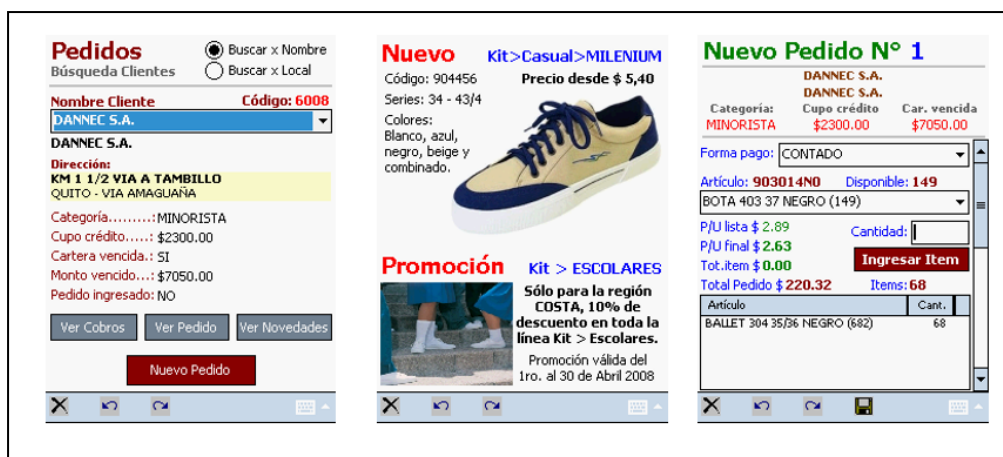 Pedidos
Búsqueda Clientes
Buscar x Nombre
Buscar x Local
Nombre Cliente Código: 6008
DANNEC S.A.
DANNEC S.A.
Dirección:
KM 1 1/2 VIA A TAMBILLO
QUITO - VIA AMAGUAÑA
Categoría.........: MINORISTA
Cupo crédito.....: $2300.00
Cartera vencida.: SI
Monto vencido...: $7050.00
Pedido ingresado: NO
Ver Cobros Ver Pedido Ver Novedades
Nuevo Pedido
Nuevo Kit>Casual>MILENIUM
Código: 904456 Precio desde $ 5,40
Series: 34 - 43/4
Colores:
Blanco, azul,
negro, beige y
combinado.
Promoción Kit > ESCOLARES
Sólo para la región
COSTA, 10% de
descuento en toda la
línea Kit > Escolares.
Promoción válida del
1ro. al 30 de Abril 2008
Nuevo Pedido N° 1
DANNEC S.A.
DANNEC S.A.
Categoría: Cupo crédito Car. vencida
MINORISTA $2300.00 $7050.00
Forma pago: CONTADO
Artículo: 903014N0 Disponible: 149
BOTA 403 37 NEGRO (149)
P/U lista $ 2.89 Cantidad:
P/U final $ 2.63
Tot.item $ 0.00 Ingresar Item
Total Pedido $ 220.32 Items: 68
Artículo Cant.
BALLET 304 35/36 NEGRO (682) 68